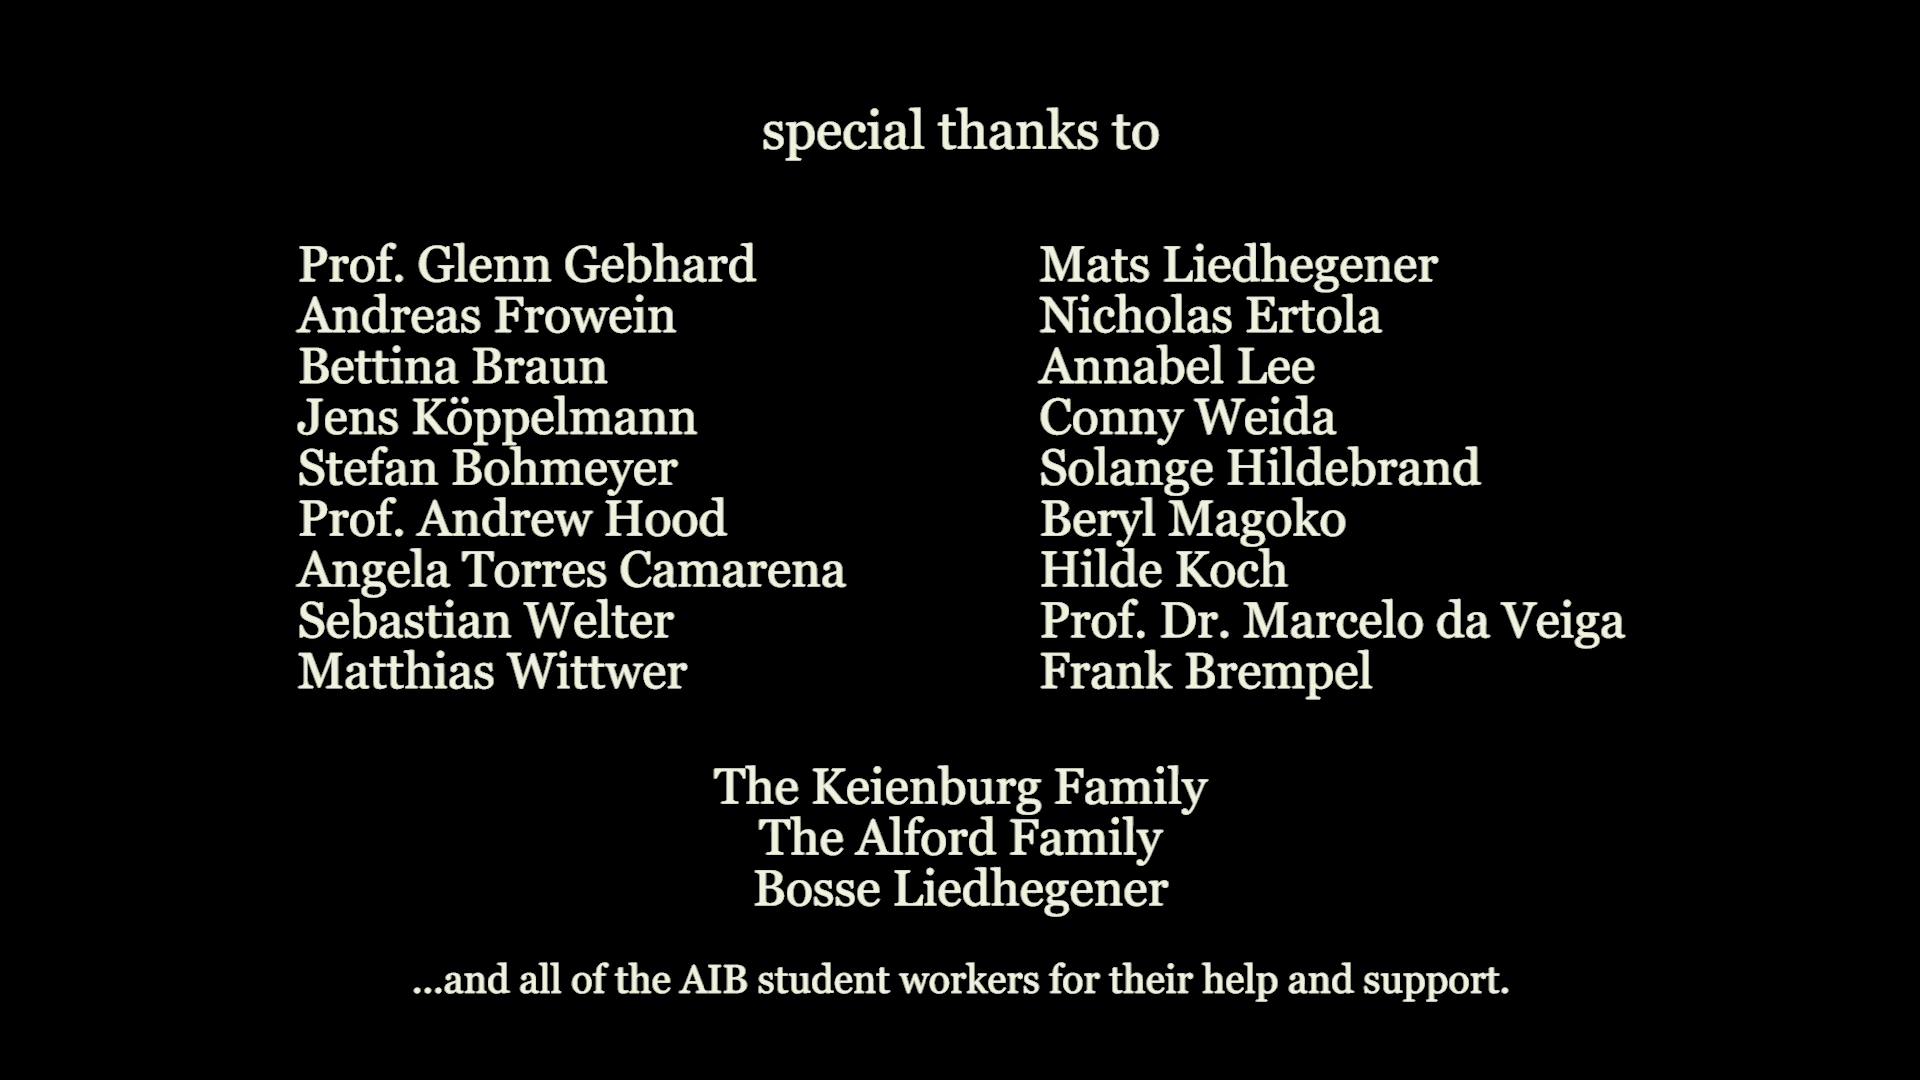 special thanks to
Prof. Glenn Gebhard
Andreas Frowein
Bettina Braun
Jens Köppelmann
Stefan Bohmeyer
Prof. Andrew Hood
Angela Torres Camarena
Sebastian Welter
Matthias Wittwer
Mats Liedhegener
Nicholas Ertola
Annabel Lee
Conny Weida
Solange Hildebrand
Beryl Magoko
Hilde Koch
Prof. Dr. Marcelo da Veiga
Frank Brempel
The Keienburg Family
The Alford Family
Bosse Liedhegener
...and all of the AIB student workers for their help and support.